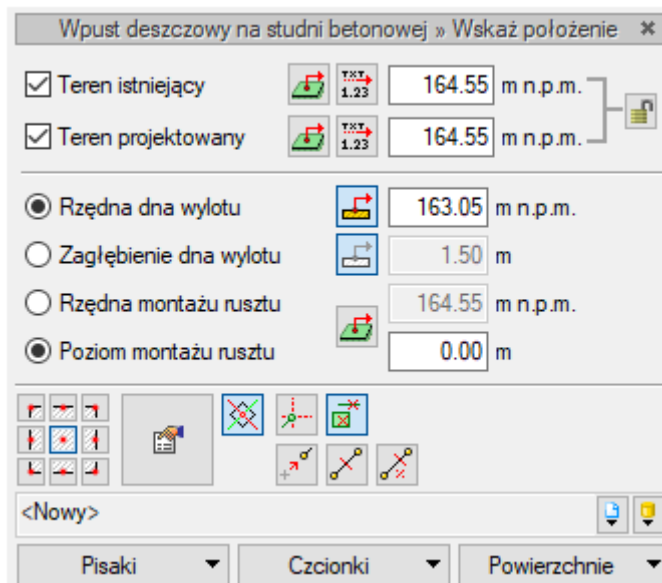 Wpust deszczowy na studni betonowej » Wskaż położenie
Teren istniejący TXT 1.23 164.55 m n.p.m.
Teren projektowany TXT 1.23 164.55 m n.p.m.
Rzędna dna wylotu 163.05 m n.p.m.
Zagłębienie dna wylotu 1.50 m
Rzędna montażu rusztu 164.55 m n.p.m.
Poziom montażu rusztu 0.00 m
<Nowy>
Pisaki Czcionki Powierzchnie